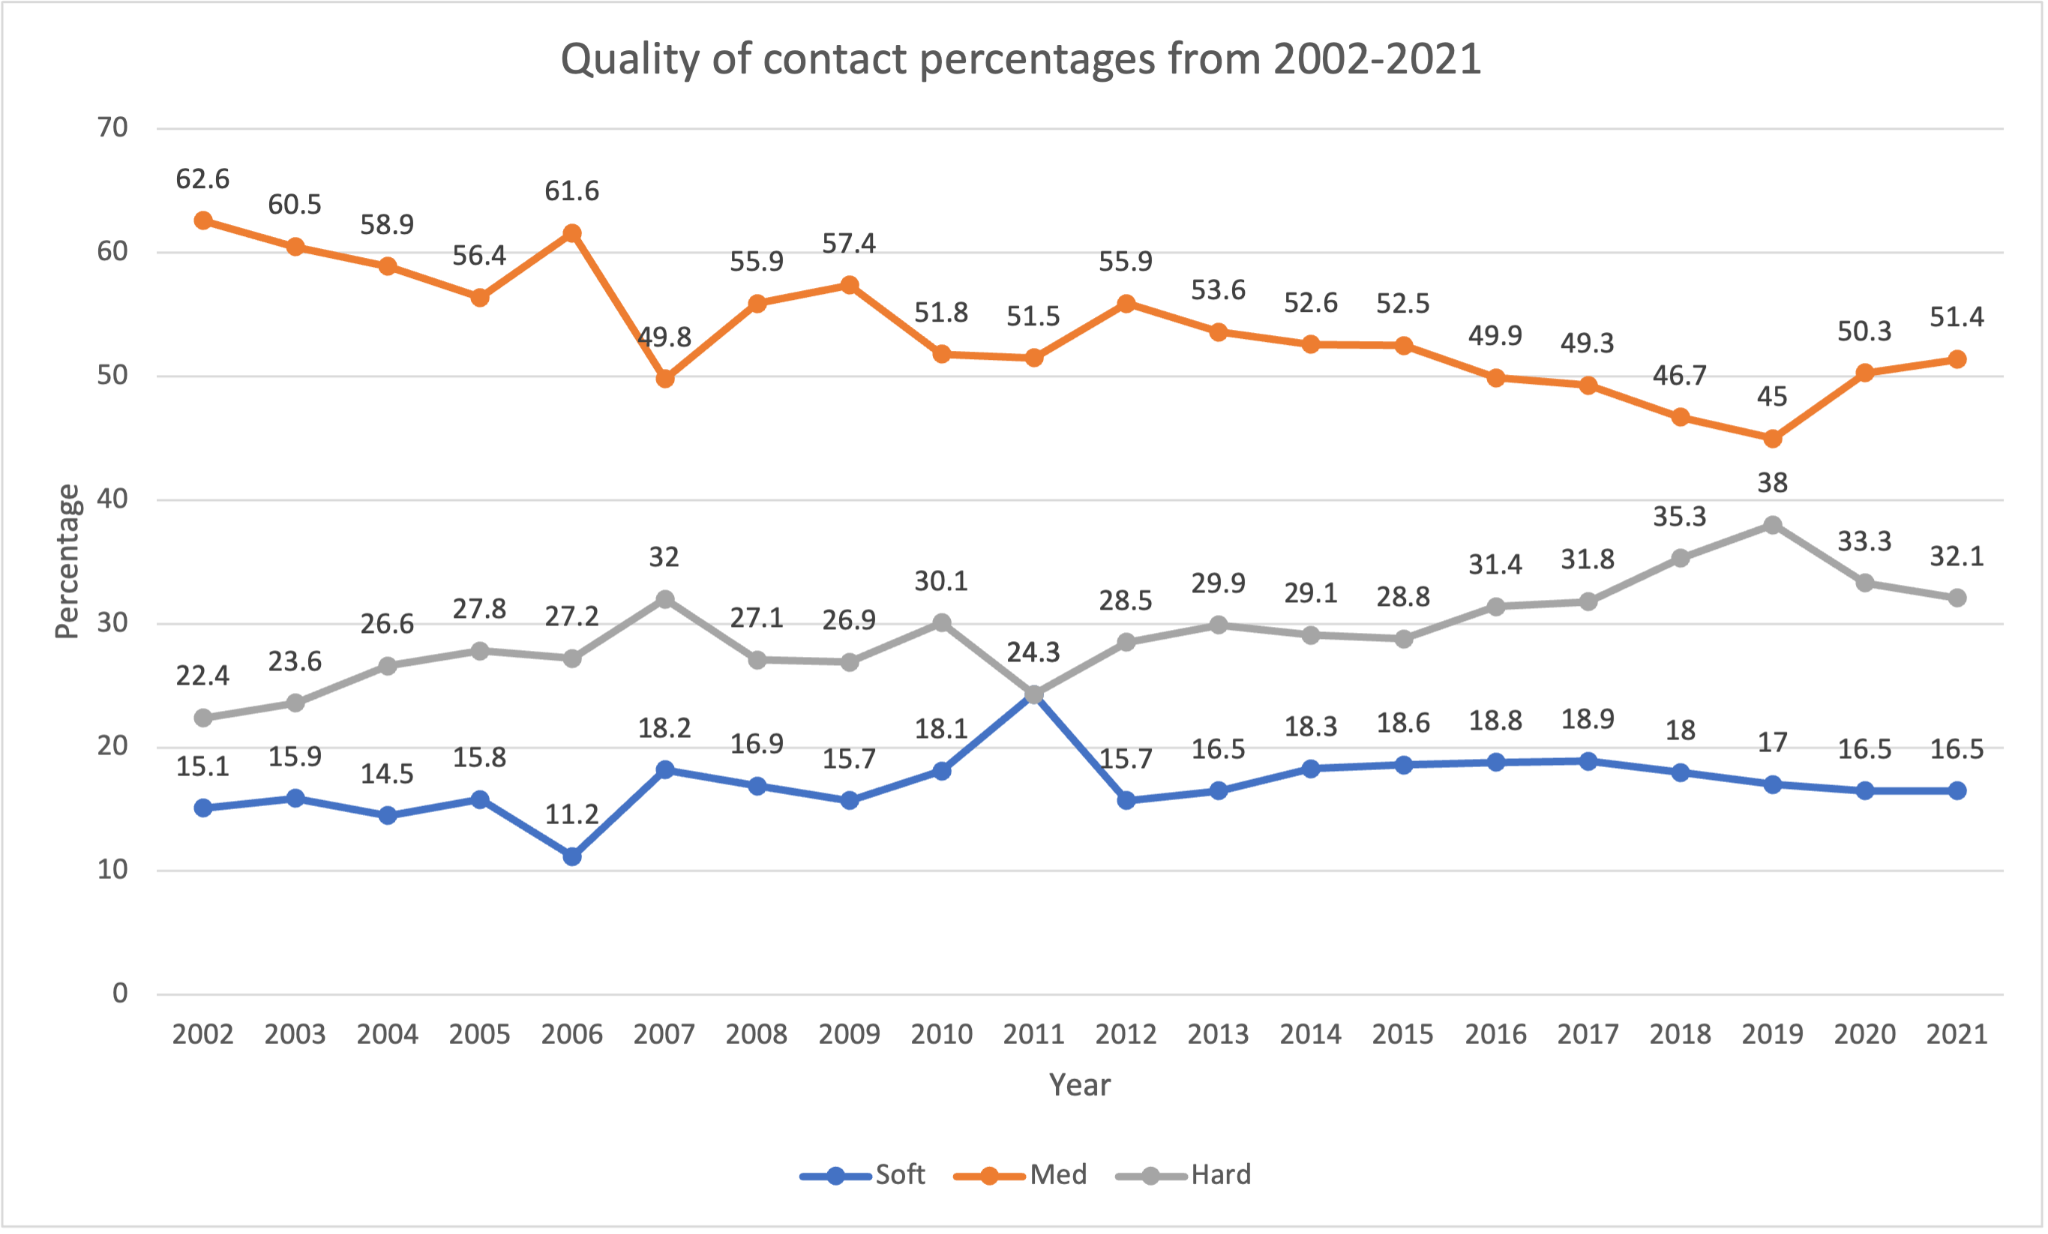 Quality of contact percentages from 2002-2021
70
60
50
40
30
20
10
0
Percentage
62.6 60.5 58.9 56.4 61.6 49.8 55.9 57.4 51.8 51.5 55.9 53.6 52.6 52.5 49.9 49.3 46.7 45 50.3 51.4
22.4 23.6 26.6 27.8 27.2 32 27.1 26.9 30.1 24.3 28.5 29.9 29.1 28.8 31.4 31.8 35.3 38 33.3 32.1
15.1 15.9 14.5 15.8 11.2 18.2 16.9 15.7 18.1 15.7 16.5 18.3 18.6 18.8 18.9 18 17 16.5 16.5
2002 2003 2004 2005 2006 2007 2008 2009 2010 2011 2012 2013 2014 2015 2016 2017 2018 2019 2020 2021
Year
Soft Med Hard